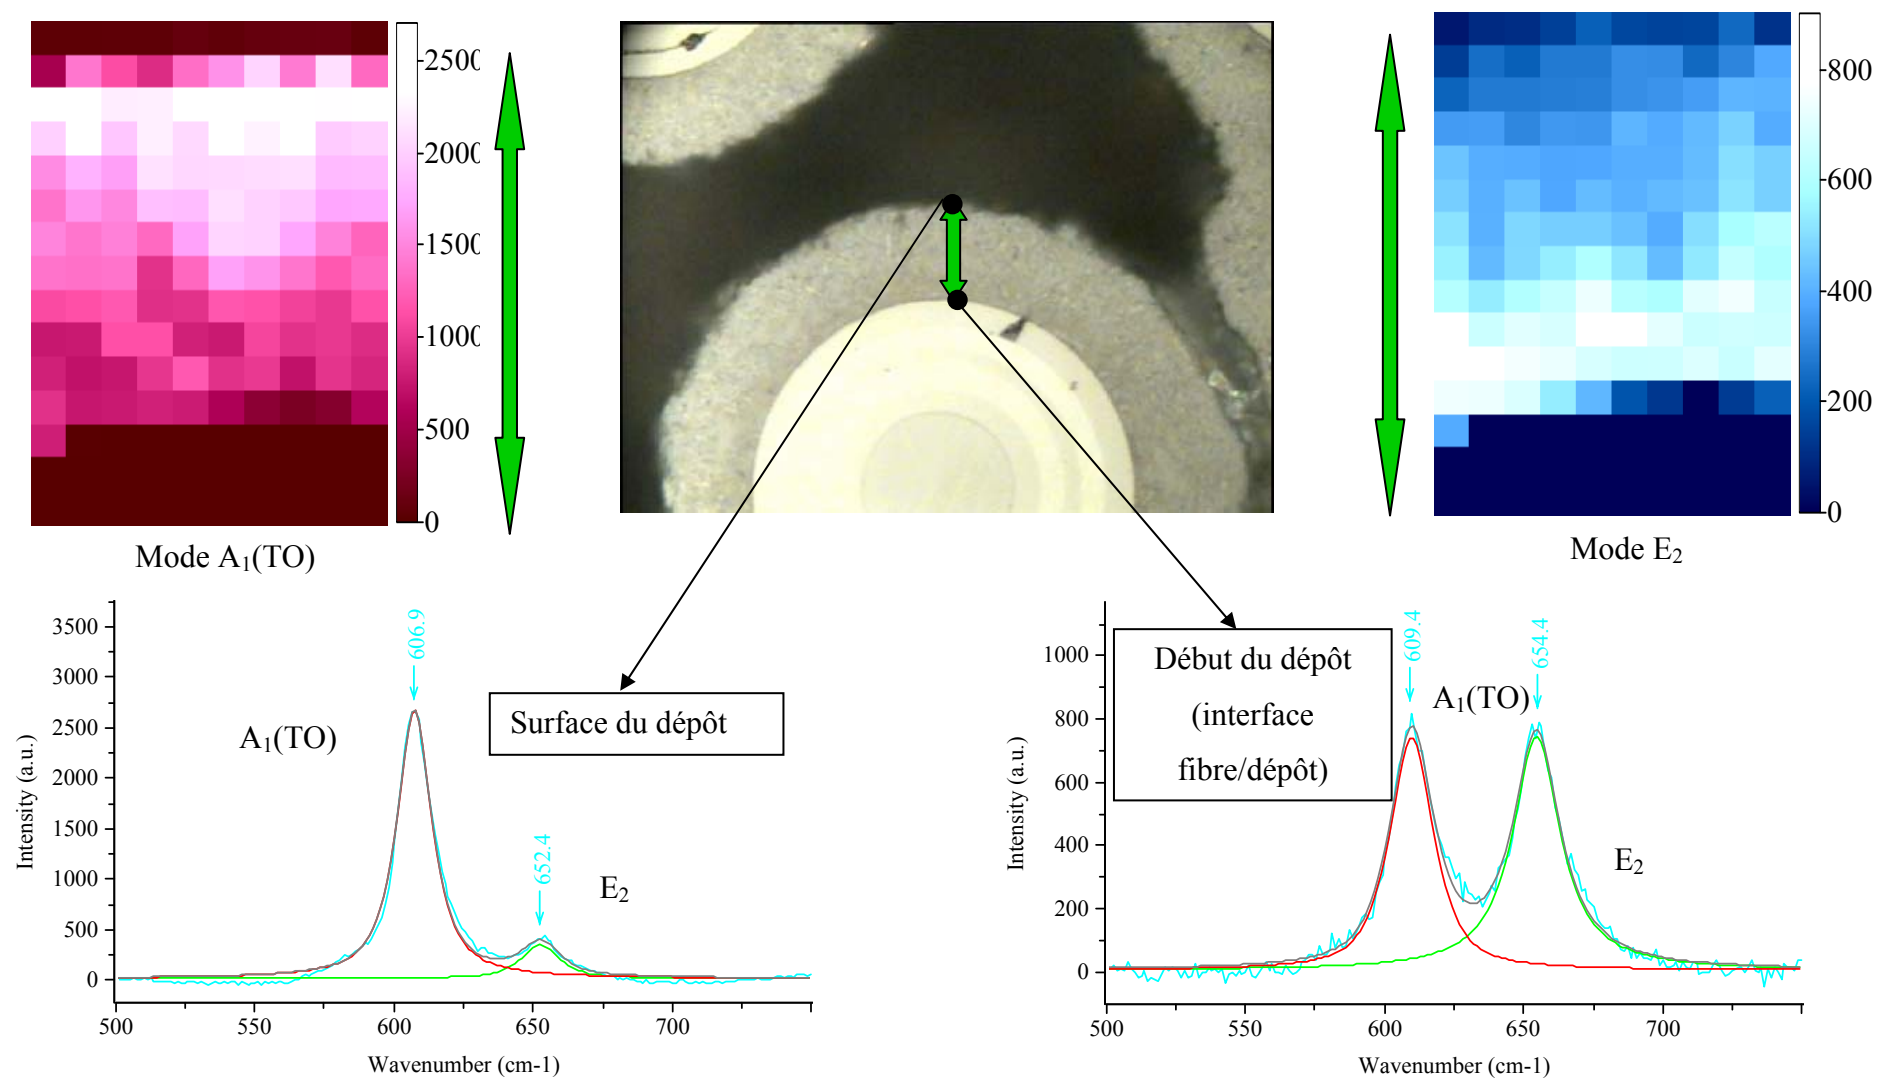 2500
2000
1500
1000
500
0
Mode A₁(TO)
800
600
400
200
0
Mode E₂
3500
3000
2500
2000
1500
1000
500
0
Intensity (a.u.)
606.9
A₁(TO)
652.4
E₂
Surface du dépôt
500 550 600 650 700
Wavenumber (cm-1)
1000
800
600
400
200
0
Intensity (a.u.)
Début du dépôt
(interface
fibre/dépôt)
609.4
A₁(TO)
654.4
E₂
500 550 600 650 700
Wavenumber (cm-1)